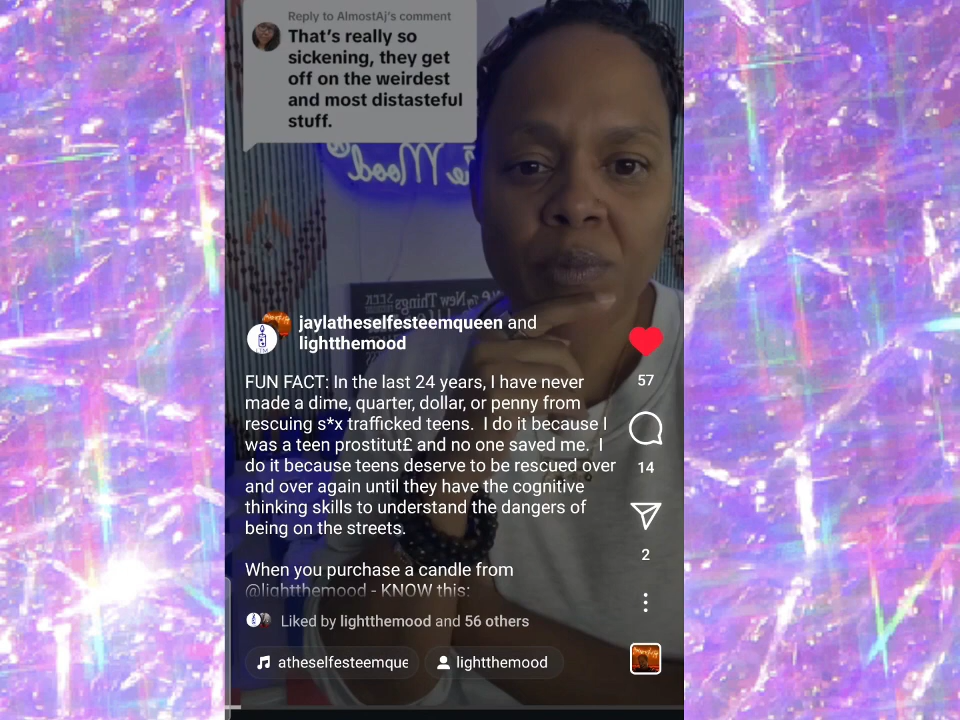 Reply to AlmostAj's comment
That's really so
sickening, they get
off on the weirdest
and most distasteful
stuff.
Mood
New Things
SEEK
jaylatheselfesteemqueen and
lightthemood
FUN FACT: In the last 24 years, I have never
made a dime, quarter, dollar, or penny from
rescuing s*x trafficked teens.  I do it because I
was a teen prostitut£ and no one saved me.  I
do it because teens deserve to be rescued over
and over again until they have the cognitive
thinking skills to understand the dangers of
being on the streets.
When you purchase a candle from
@lightthemood - KNOW this:
57
14
2
Liked by lightthemood and 56 others
atheselfesteemque
lightthemood